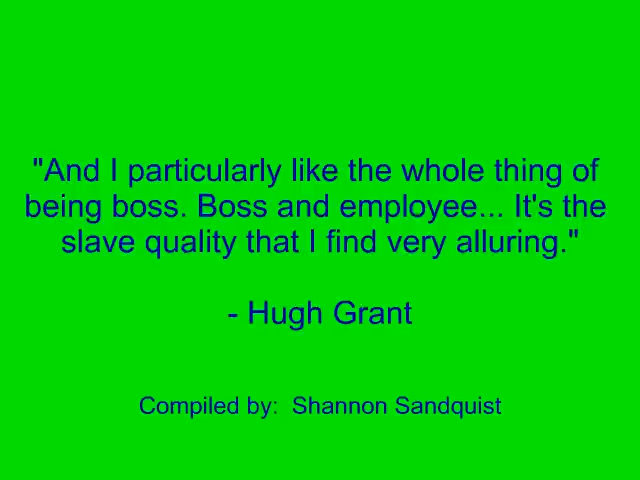 "And I particularly like the whole thing of
being boss. Boss and employee... It's the
slave quality that I find very alluring."
- Hugh Grant
Compiled by:  Shannon Sandquist